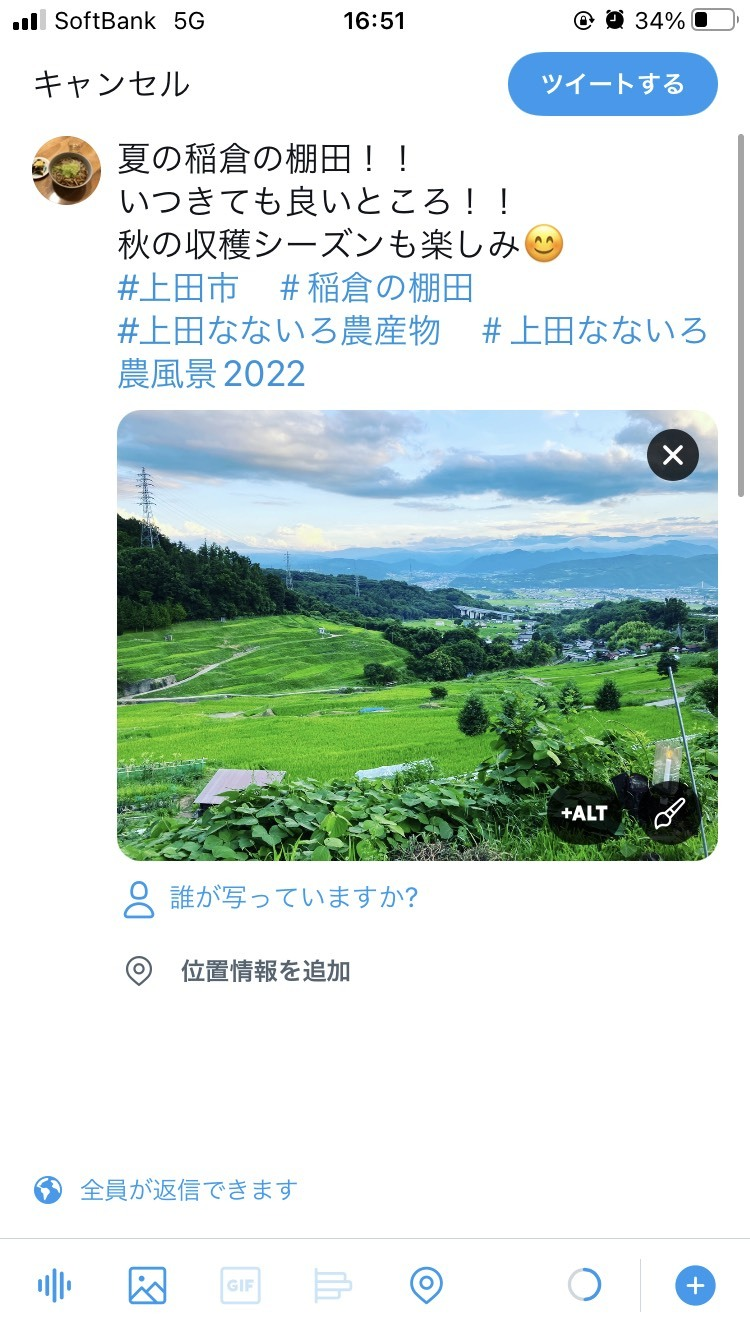 SoftBank 5G 16:51 34%
キャンセル ツイートする
夏の稲倉の棚田！！
いつきても良いところ！！
秋の収穫シーズンも楽しみ😊
#上田市　＃稲倉の棚田
#上田なないろ農産物　＃上田なないろ
農風景2022
+ALT
誰が写っていますか?
位置情報を追加
全員が返信できます
GIF